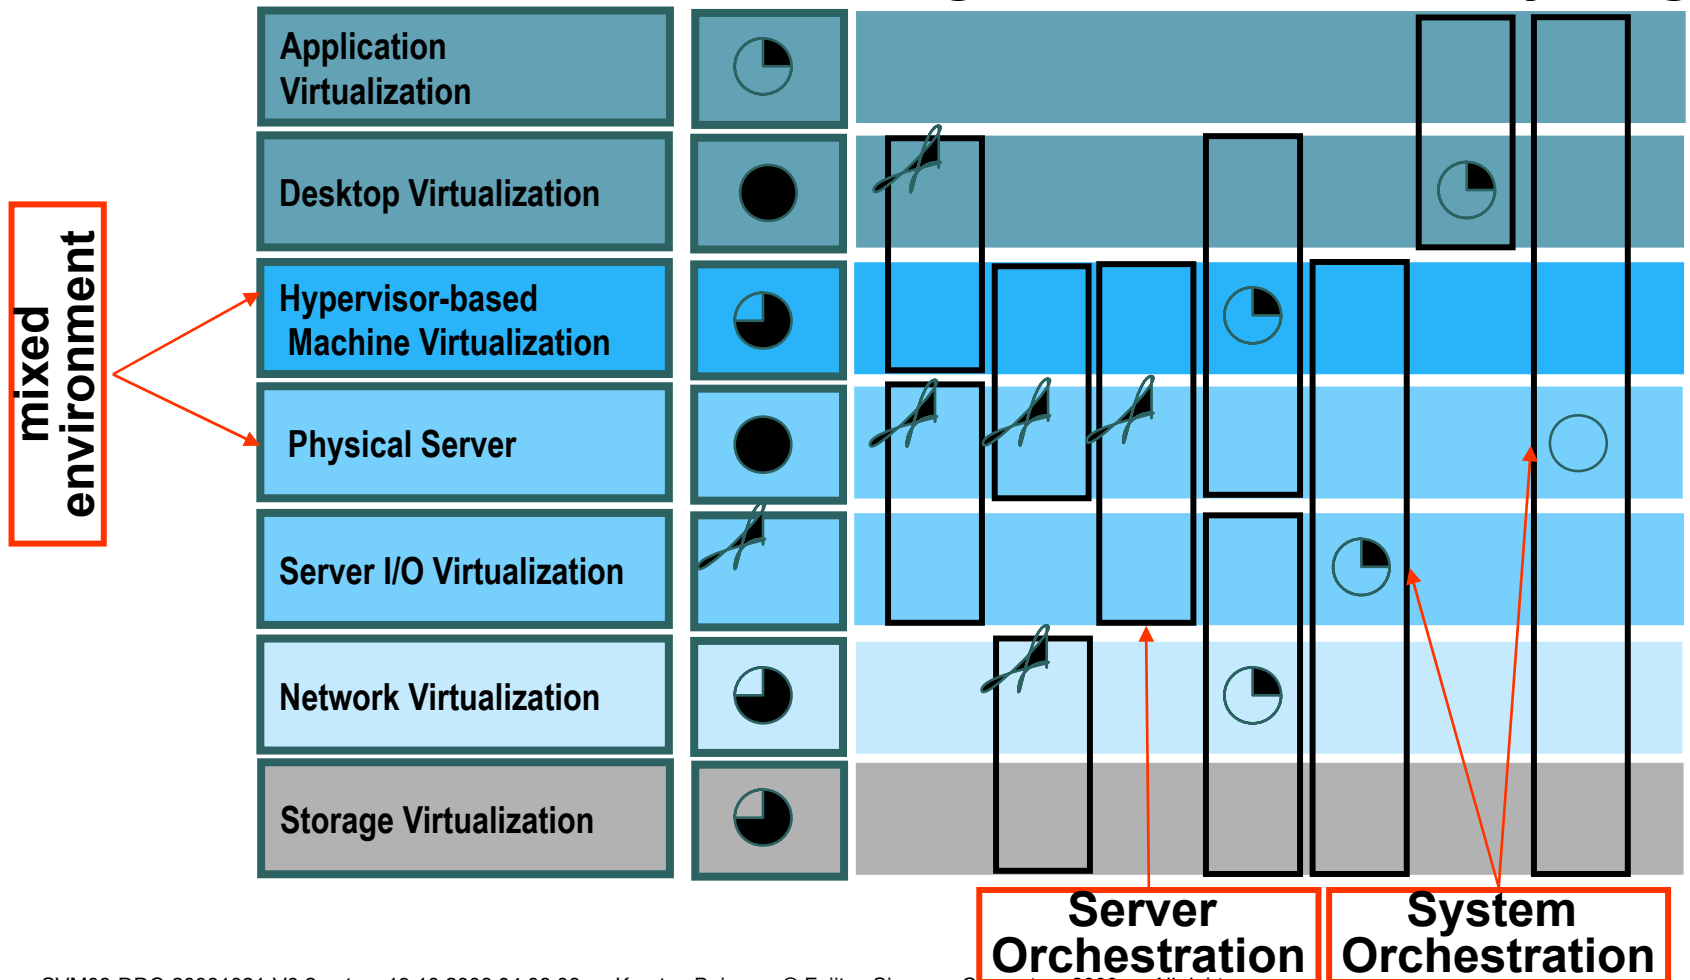 Application
Virtualization
Desktop Virtualization
mixed
environment
Hypervisor-based
Machine Virtualization
Physical Server
Server I/O Virtualization
Network Virtualization
Storage Virtualization
Server
Orchestration
System
Orchestration